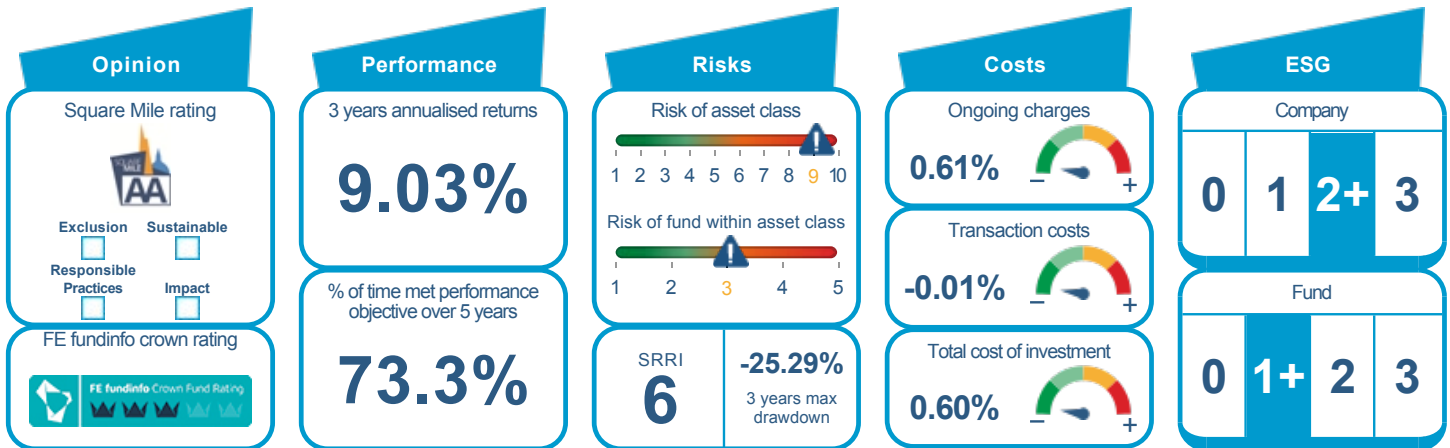 Opinion
Square Mile rating
SQUARE
MILE
AA
Exclusion
Sustainable
Responsible
Practices
Impact
FE fundinfo crown rating
FE fundinfo Crown Fund Rating
Performance
3 years annualised returns
9.03%
% of time met performance
objective over 5 years
73.3%
Risks
Risk of asset class
1 2 3 4 5 6 7 8 9 10
Risk of fund within asset class
1 2 3 4 5
SRRI
6
-25.29%
3 years max
drawdown
Costs
Ongoing charges
0.61%
– +
Transaction costs
-0.01%
– +
Total cost of investment
0.60%
– +
ESG
Company
0 1 2+ 3
Fund
0 1+ 2 3